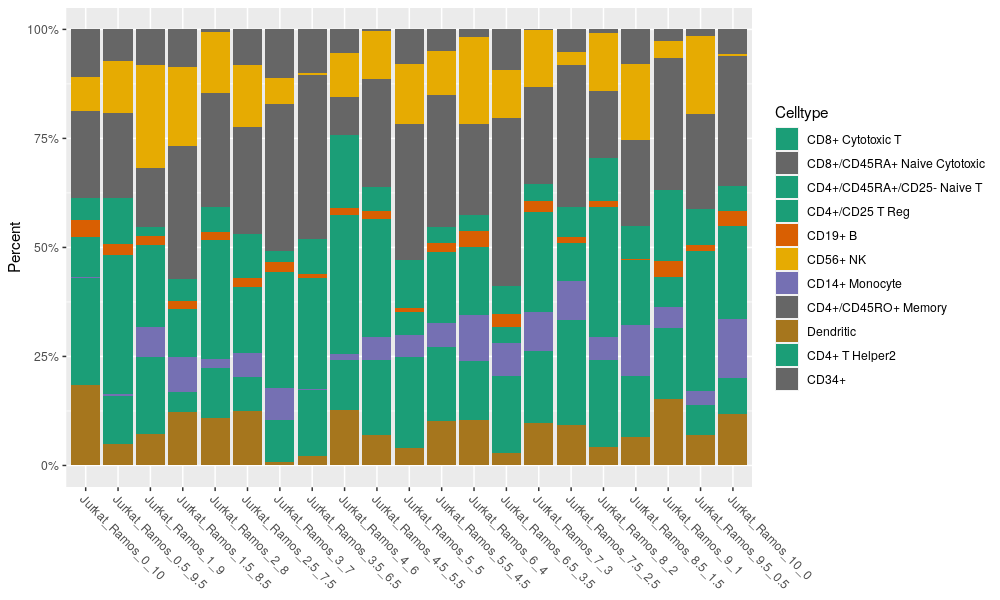 Percent
100%
75%
50%
25%
0%
Jurkat_Ramos_0_10
Jurkat_Ramos_0.5_9.5
Jurkat_Ramos_1_9
Jurkat_Ramos_1.5_8.5
Jurkat_Ramos_2_8
Jurkat_Ramos_2.5_7.5
Jurkat_Ramos_3_7
Jurkat_Ramos_3.5_6.5
Jurkat_Ramos_4_6
Jurkat_Ramos_4.5_5.5
Jurkat_Ramos_5_5
Jurkat_Ramos_5.5_4.5
Jurkat_Ramos_6_4
Jurkat_Ramos_6.5_3.5
Jurkat_Ramos_7_3
Jurkat_Ramos_7.5_2.5
Jurkat_Ramos_8_2
Jurkat_Ramos_8.5_1.5
Jurkat_Ramos_9_1
Jurkat_Ramos_9.5_0.5
Jurkat_Ramos_10_0
Celltype
CD8+ Cytotoxic T
CD8+/CD45RA+ Naive Cytotoxic
CD4+/CD45RA+/CD25- Naive T
CD4+/CD25 T Reg
CD19+ B
CD56+ NK
CD14+ Monocyte
CD4+/CD45RO+ Memory
Dendritic
CD4+ T Helper2
CD34+